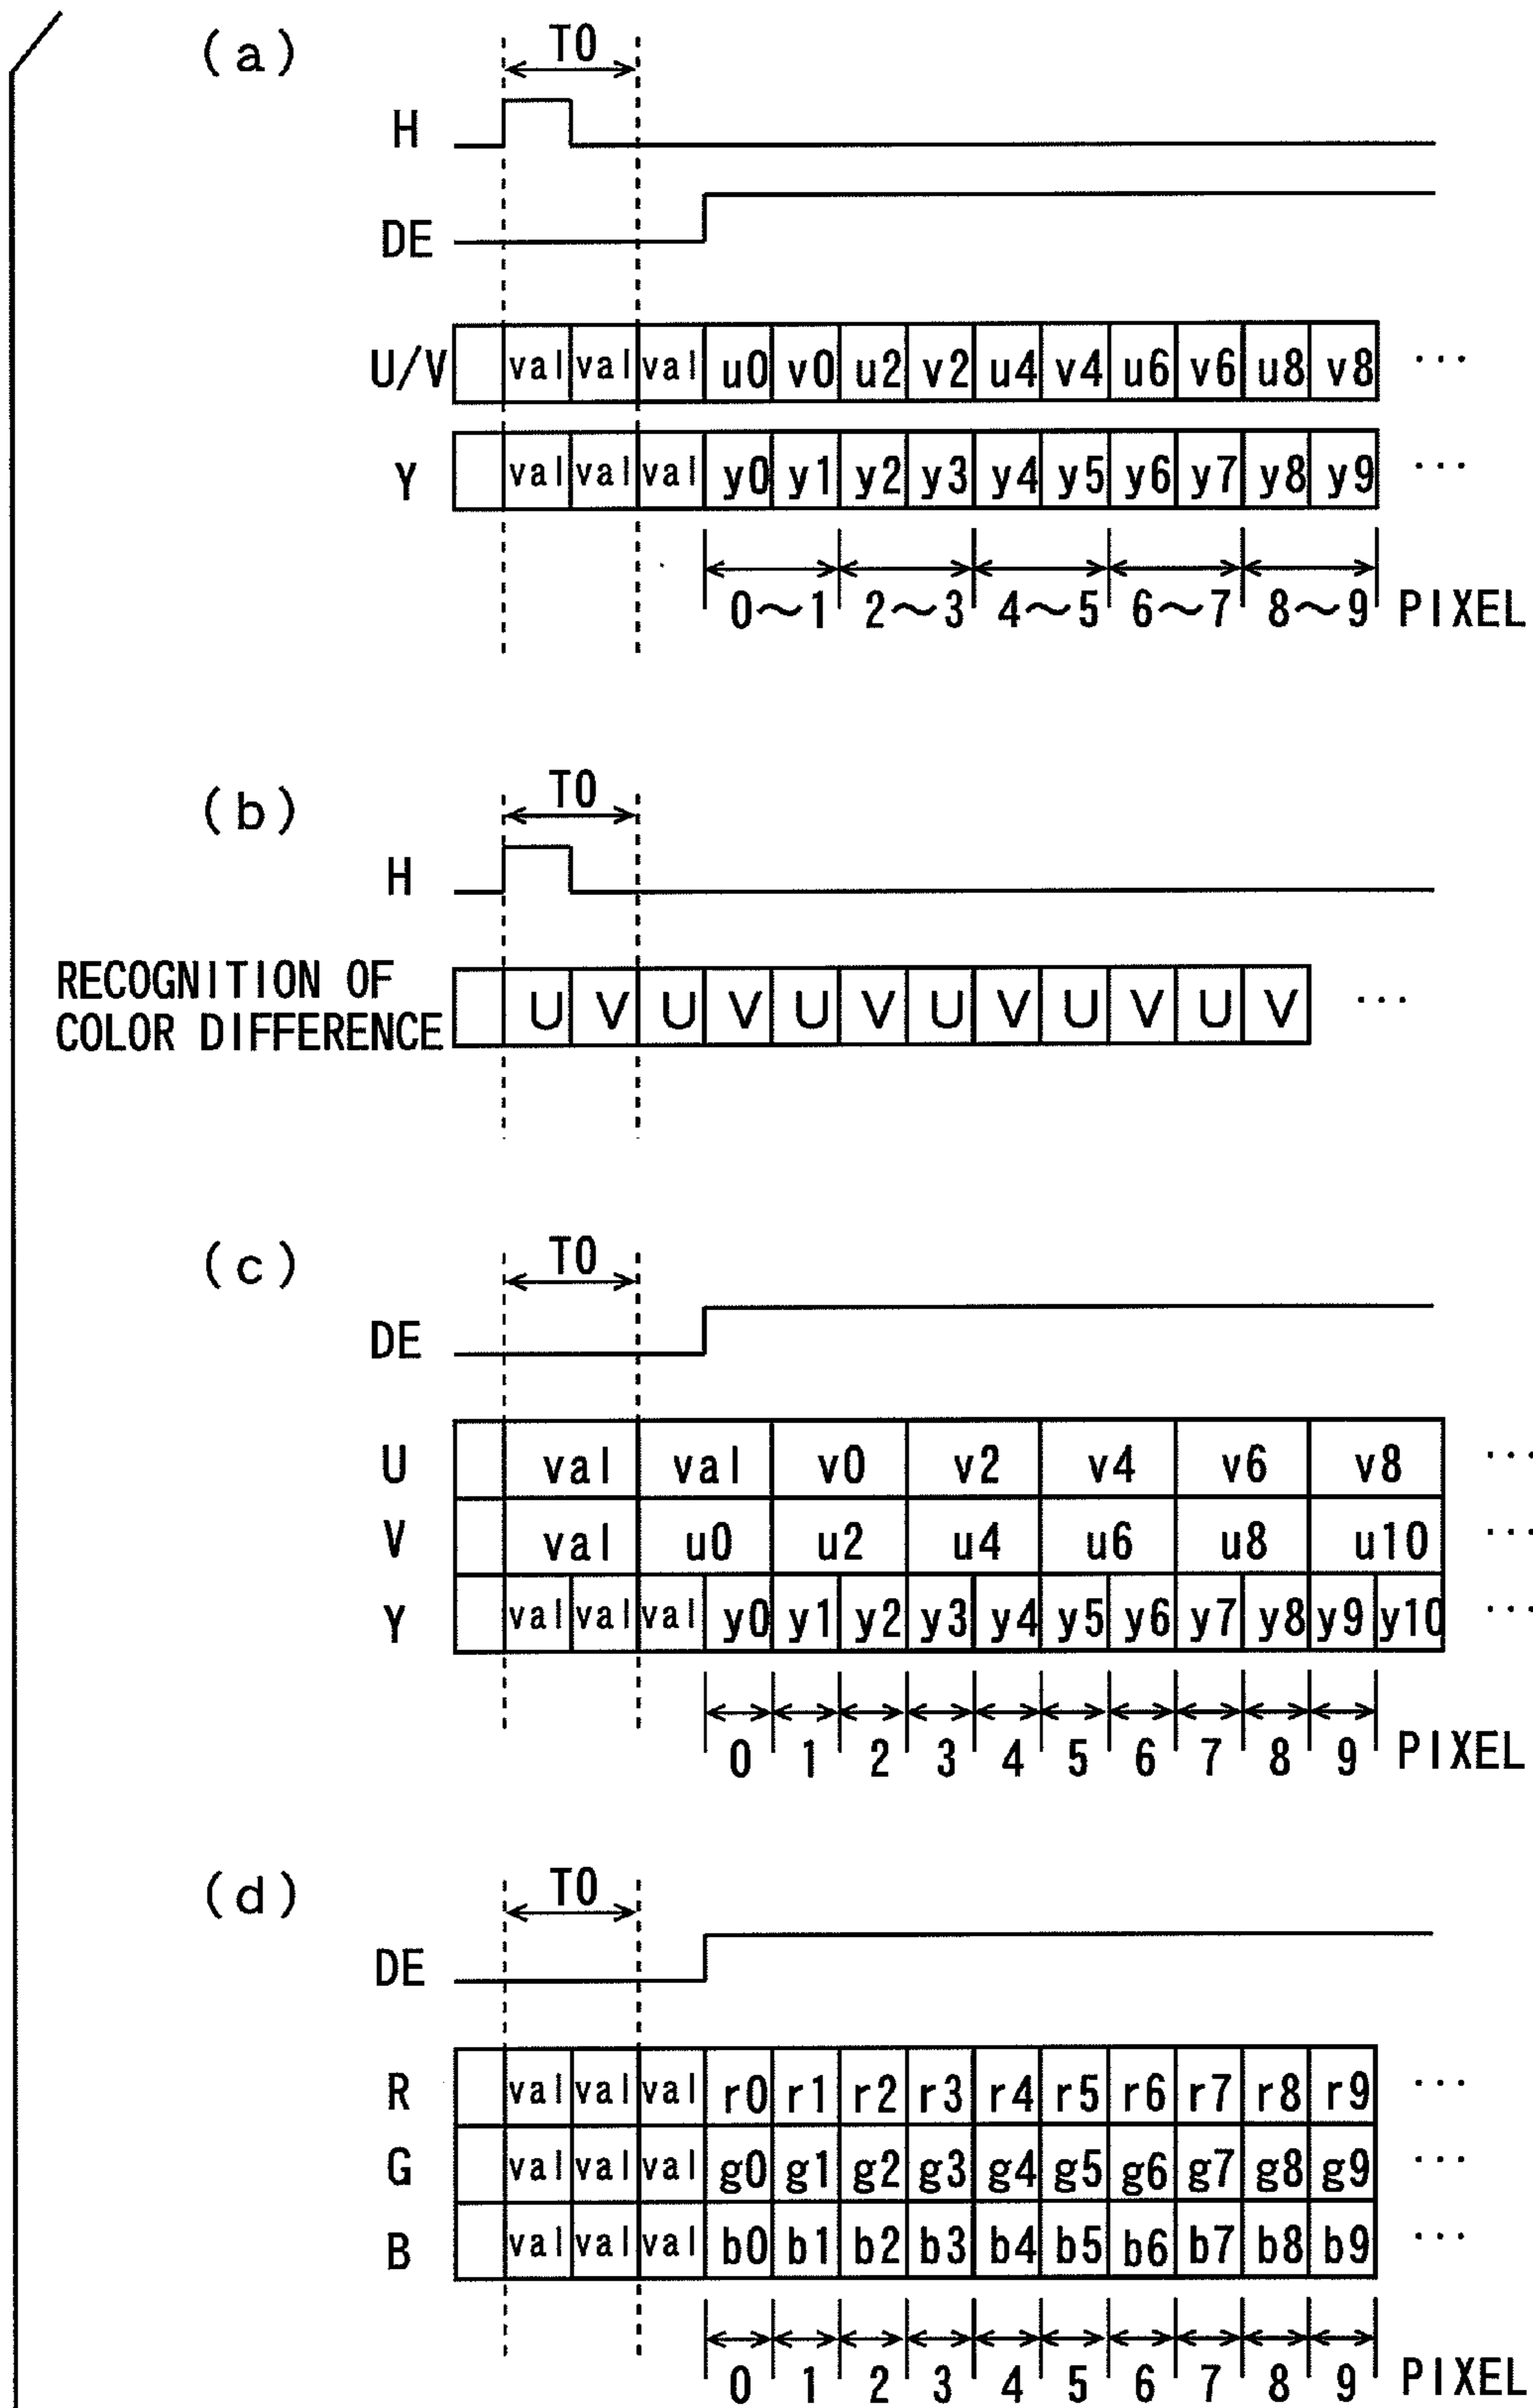 (a)
T0
H
DE
U/V val val val u0 v0 u2 v2 u4 v4 u6 v6 u8 v8 ...
Y val val val y0 y1 y2 y3 y4 y5 y6 y7 y8 y9 ...
0～1 2～3 4～5 6～7 8～9 PIXEL
(b)
T0
H
RECOGNITION OF
COLOR DIFFERENCE U V U V U V U V U V U V ...
(c)
T0
DE
U val val v0 v2 v4 v6 v8 ...
V val u0 u2 u4 u6 u8 u10 ...
Y val val val y0 y1 y2 y3 y4 y5 y6 y7 y8 y9 y10 ...
0 1 2 3 4 5 6 7 8 9 PIXEL
(d)
T0
DE
R val val val r0 r1 r2 r3 r4 r5 r6 r7 r8 r9 ...
G val val val g0 g1 g2 g3 g4 g5 g6 g7 g8 g9 ...
B val val val b0 b1 b2 b3 b4 b5 b6 b7 b8 b9 ...
0 1 2 3 4 5 6 7 8 9 PIXEL